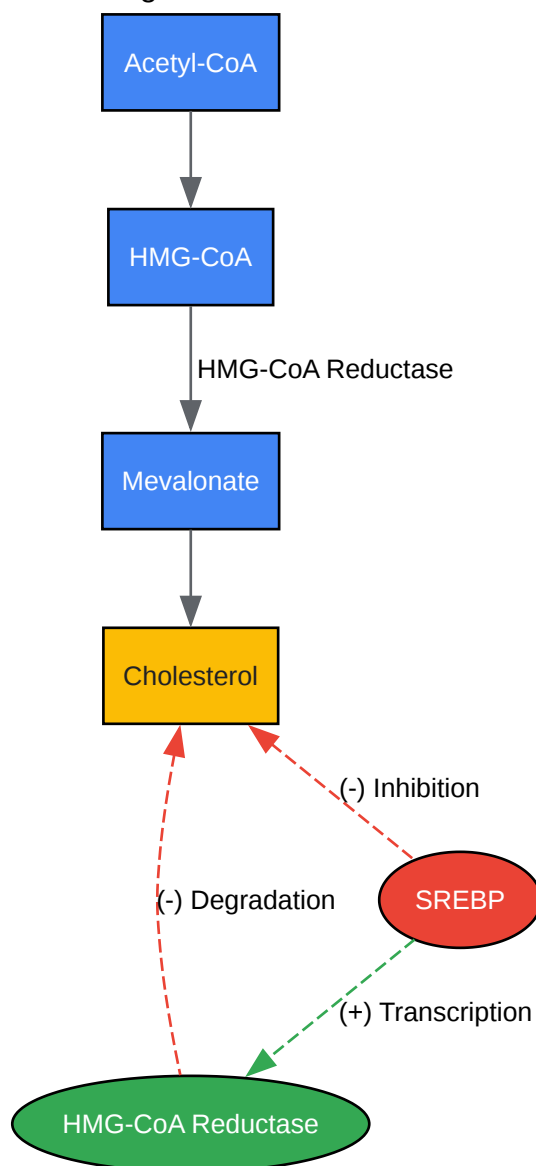 Acetyl-CoA
HMG-CoA
HMG-CoA Reductase
Mevalonate
Cholesterol
(-) Inhibition
(-) Degradation
SREBP
(+) Transcription
HMG-CoA Reductase